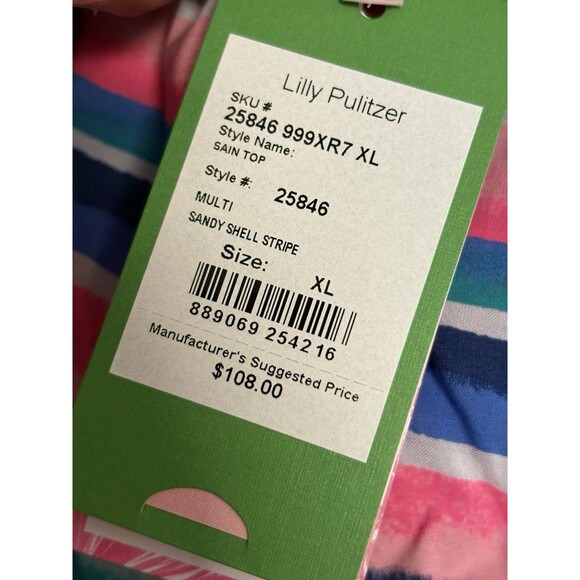 Lilly Pulitzer
SKU #
25846 999XR7 XL
Style Name:
SAIN TOP
Style #: 25846
MULTI
SANDY SHELL STRIPE
Size: XL
889069 254216
Manufacturer's Suggested Price
$108.00